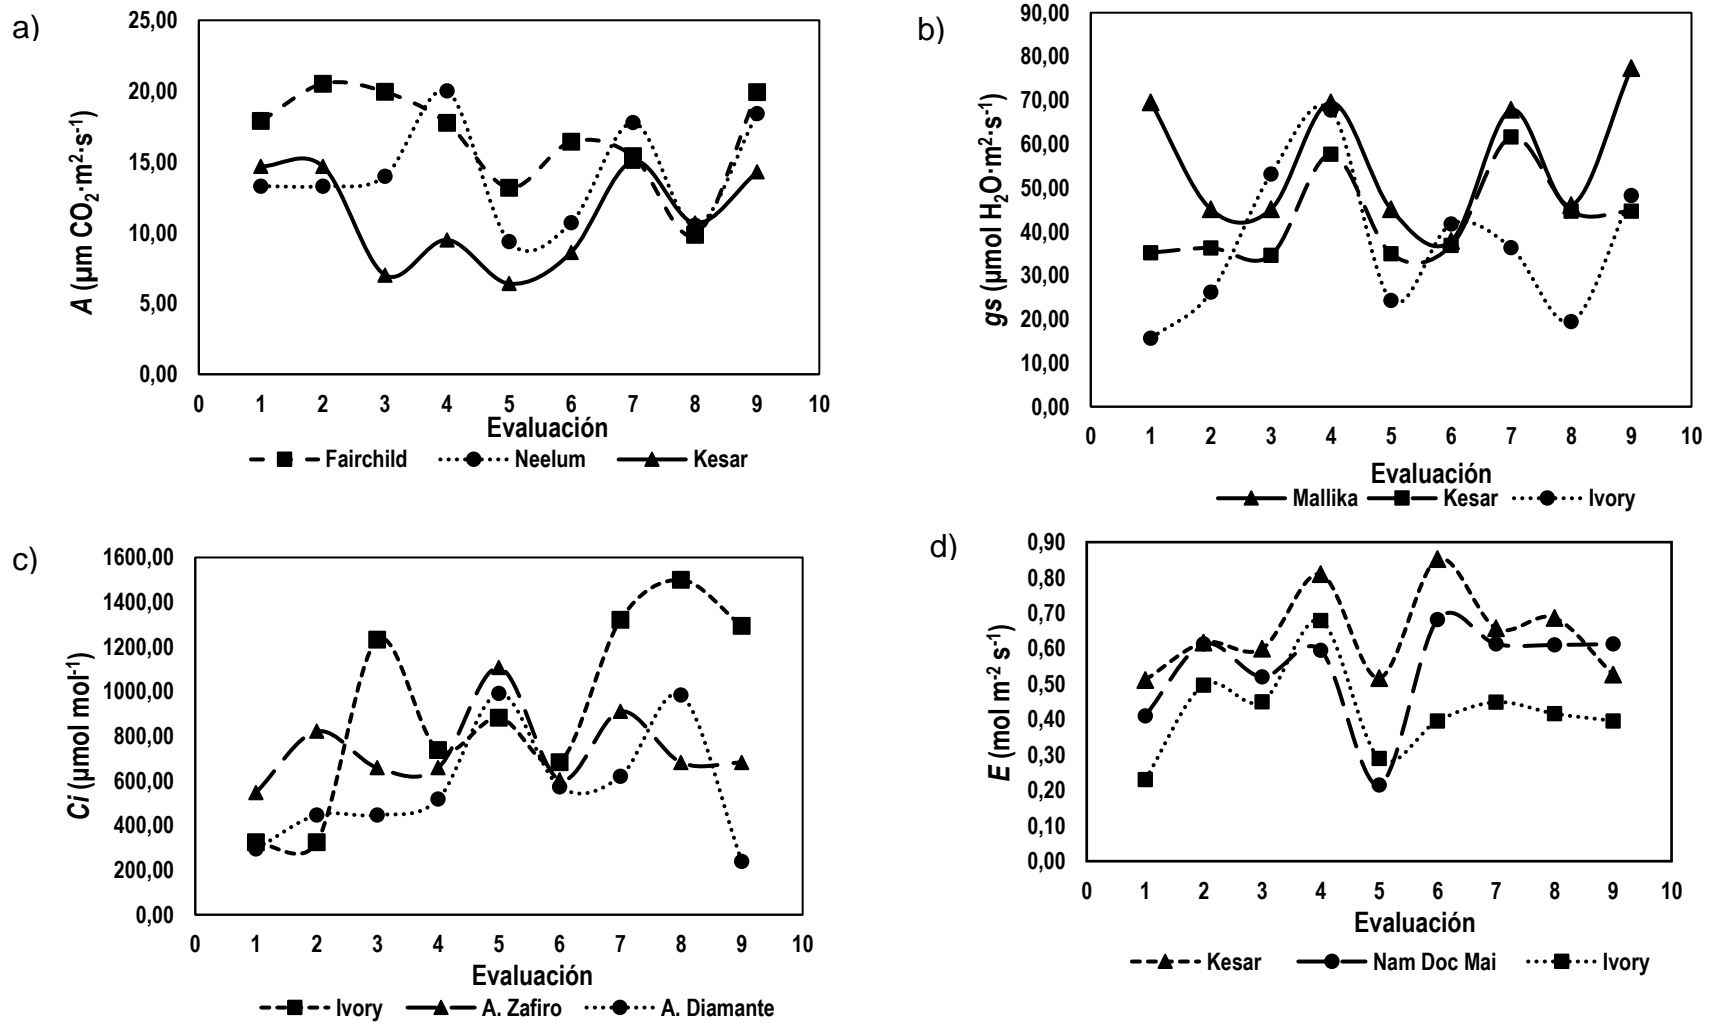 a)
A (µm CO₂·m²·s⁻¹)
25,00
20,00
15,00
10,00
5,00
0,00
0 1 2 3 4 5 6 7 8 9 10
Evaluación
Fairchild Neelum Kesar
b)
gs (µmol H₂O·m²·s⁻¹)
90,00
80,00
70,00
60,00
50,00
40,00
30,00
20,00
10,00
0,00
0 1 2 3 4 5 6 7 8 9 10
Evaluación
Mallika Kesar Ivory
c)
Ci (µmol mol⁻¹)
1600,00
1400,00
1200,00
1000,00
800,00
600,00
400,00
200,00
0,00
0 1 2 3 4 5 6 7 8 9 10
Evaluación
Ivory A. Zafiro A. Diamante
d)
E (mol m⁻² s⁻¹)
0,90
0,80
0,70
0,60
0,50
0,40
0,30
0,20
0,10
0,00
0 1 2 3 4 5 6 7 8 9 10
Evaluación
Kesar Nam Doc Mai Ivory